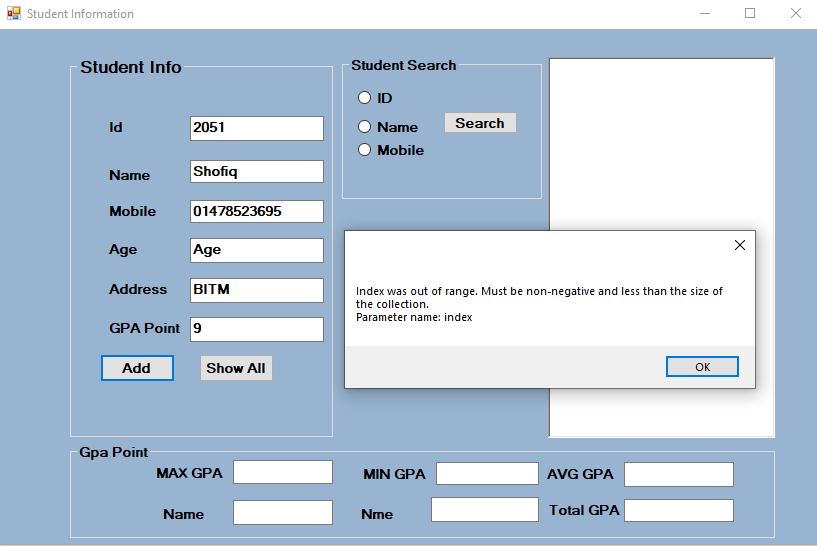 Student Information
Student Info
Id 2051
Name Shofiq
Mobile 01478523695
Age Age
Address BITM
GPA Point 9
Add Show All
Student Search
ID
Name
Mobile
Search
Index was out of range. Must be non-negative and less than the size of
the collection.
Parameter name: index
OK
Gpa Point
MAX GPA MIN GPA AVG GPA
Name Nme Total GPA